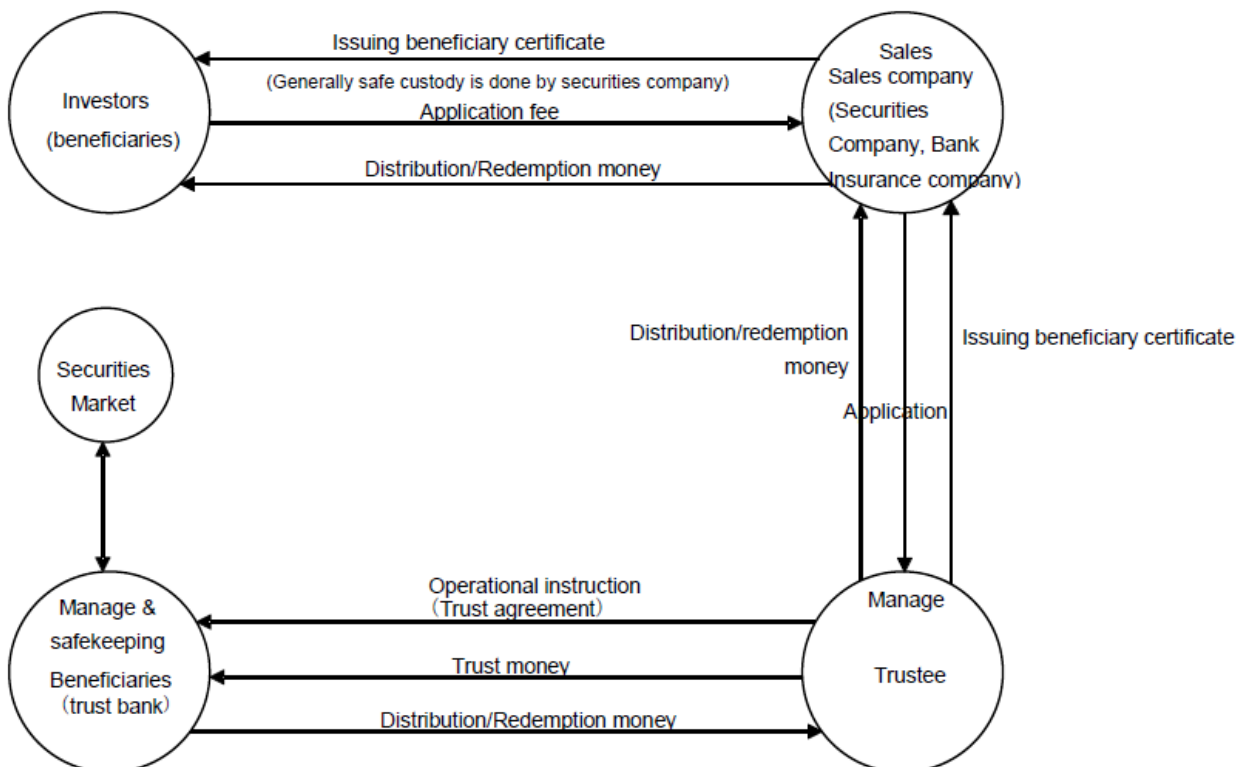 Issuing beneficiary certificate
(Generally safe custody is done by securities company)
Application fee
Distribution/Redemption money
Investors
(beneficiaries)
Sales
Sales company
(Securities
Company, Bank
Insurance company)
Securities
Market
Distribution/redemption
money
Application
Issuing beneficiary certificate
Manage &
safekeeping
Beneficiaries
（trust bank）
Operational instruction
（Trust agreement）
Trust money
Distribution/Redemption money
Manage
Trustee